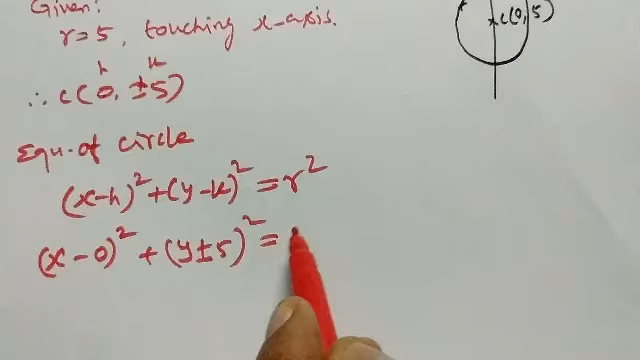 Given:
r=5, touching x-axis.
C(0,5)
h k
∴ C(0, ±5)
Equ. of circle
(x-h)² + (y-k)² = r²
(x-0)² + (y±5)² =